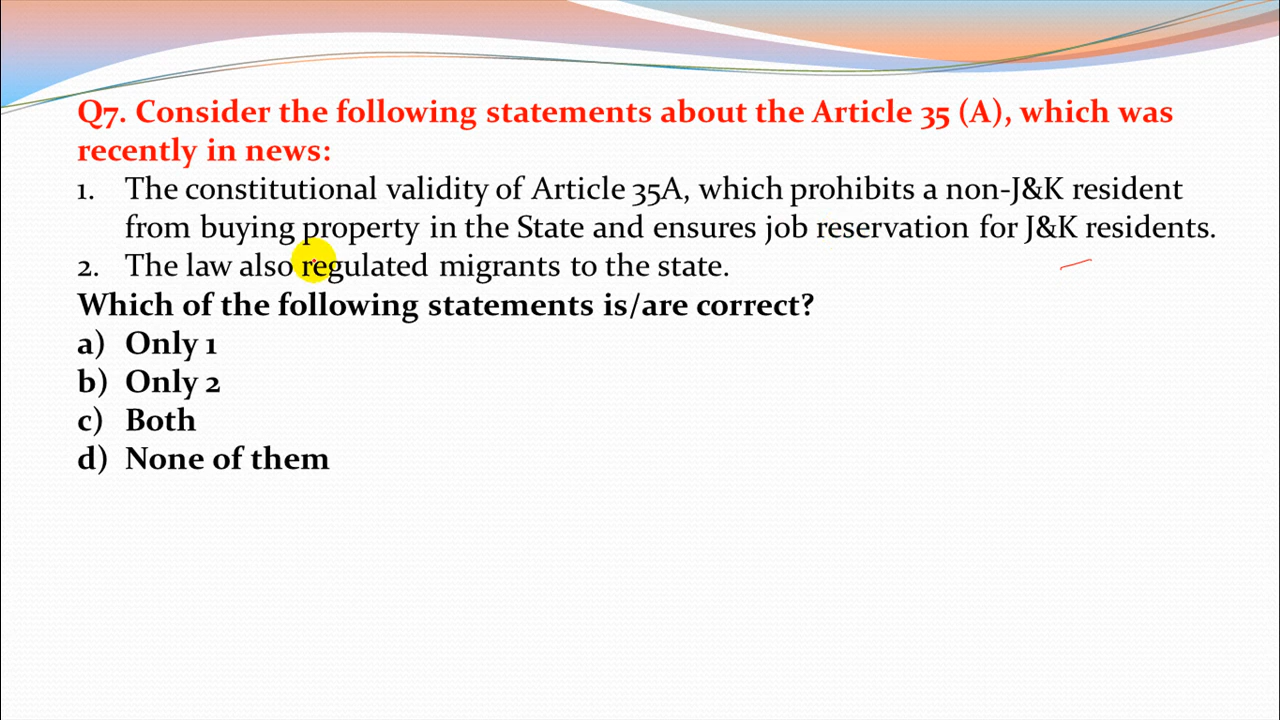 Q7. Consider the following statements about the Article 35 (A), which was
recently in news:
1. The constitutional validity of Article 35A, which prohibits a non-J&K resident
from buying property in the State and ensures job reservation for J&K residents.
2. The law also regulated migrants to the state.
Which of the following statements is/are correct?
a) Only 1
b) Only 2
c) Both
d) None of them